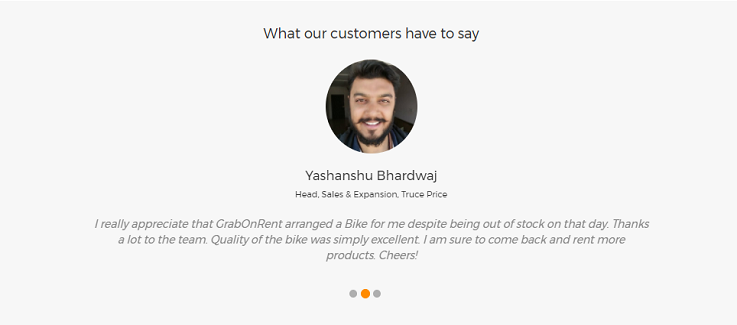 What our customers have to say
Yashanshu Bhardwaj
Head, Sales & Expansion, Truce Price
I really appreciate that GrabOnRent arranged a Bike for me despite being out of stock on that day. Thanks
a lot to the team. Quality of the bike was simply excellent. I am sure to come back and rent more
products. Cheers!